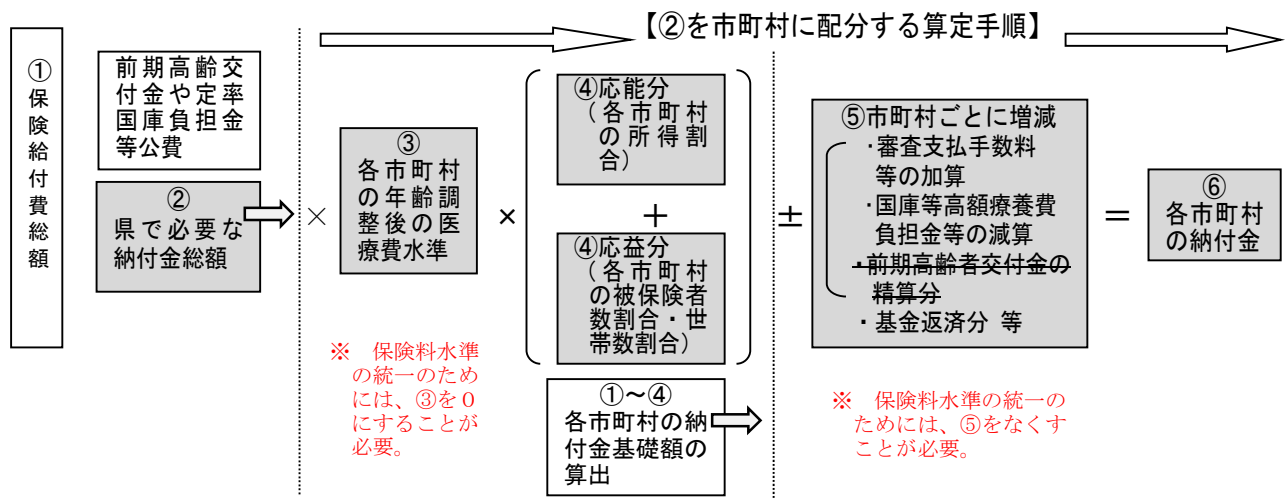 【②を市町村に配分する算定手順】
①保険給付費総額
前期高齢交
付金や定率
国庫負担金
等公費
②
県で必要な
納付金総額
×
③
各市町村
の年齢調
整後の医
療費水準
×
④応能分
(各市町村
の所得割
合)
+
④応益分
(各市町村
の被保険者
数割合・世
帯数割合)
±
⑤市町村ごとに増減
・審査支払手数料
等の加算
・国庫等高額療養費
負担金等の減算
・前期高齢者交付金の
精算分
・基金返済分 等
=
⑥
各市町村
の納付金
※ 保険料水準
の統一のため
には、③を0
にすることが
必要。
①~④
各市町村の納
付金基礎額の
算出
※ 保険料水準の統一の
ためには、⑤をなくす
ことが必要。